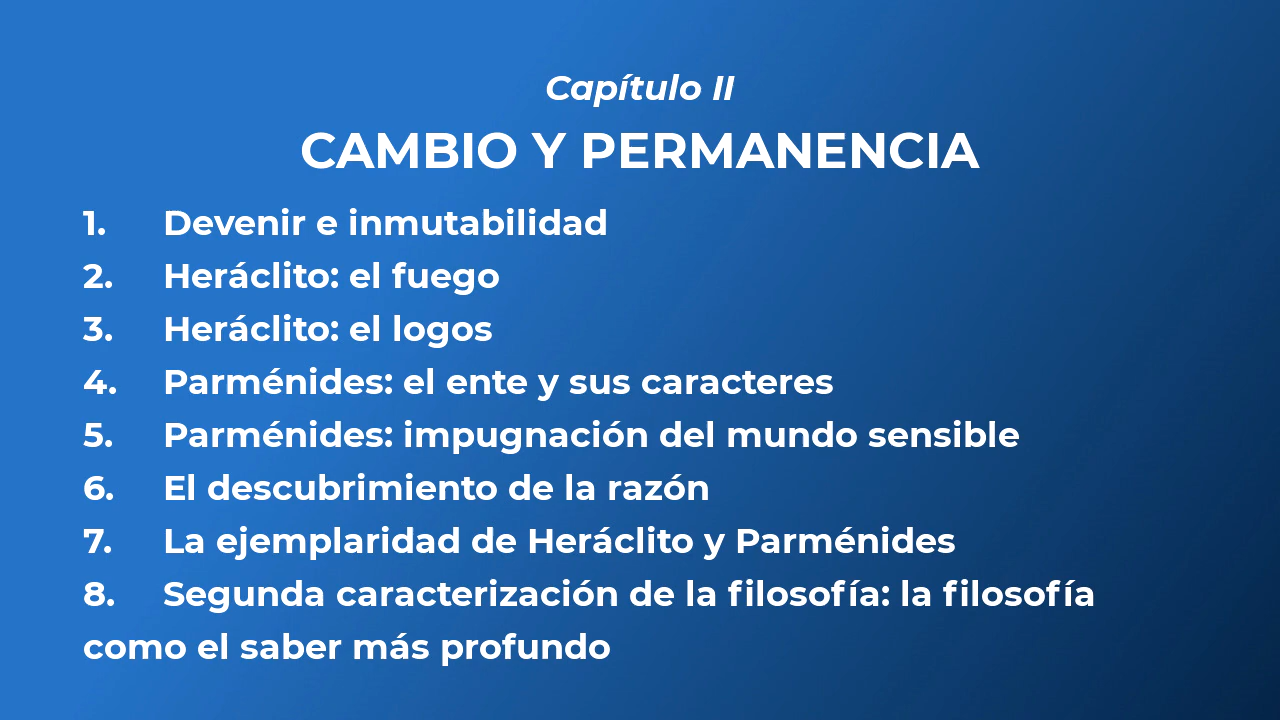 Capítulo II
CAMBIO Y PERMANENCIA
1. Devenir e inmutabilidad
2. Heráclito: el fuego
3. Heráclito: el logos
4. Parménides: el ente y sus caracteres
5. Parménides: impugnación del mundo sensible
6. El descubrimiento de la razón
7. La ejemplaridad de Heráclito y Parménides
8. Segunda caracterización de la filosofía: la filosofía
como el saber más profundo